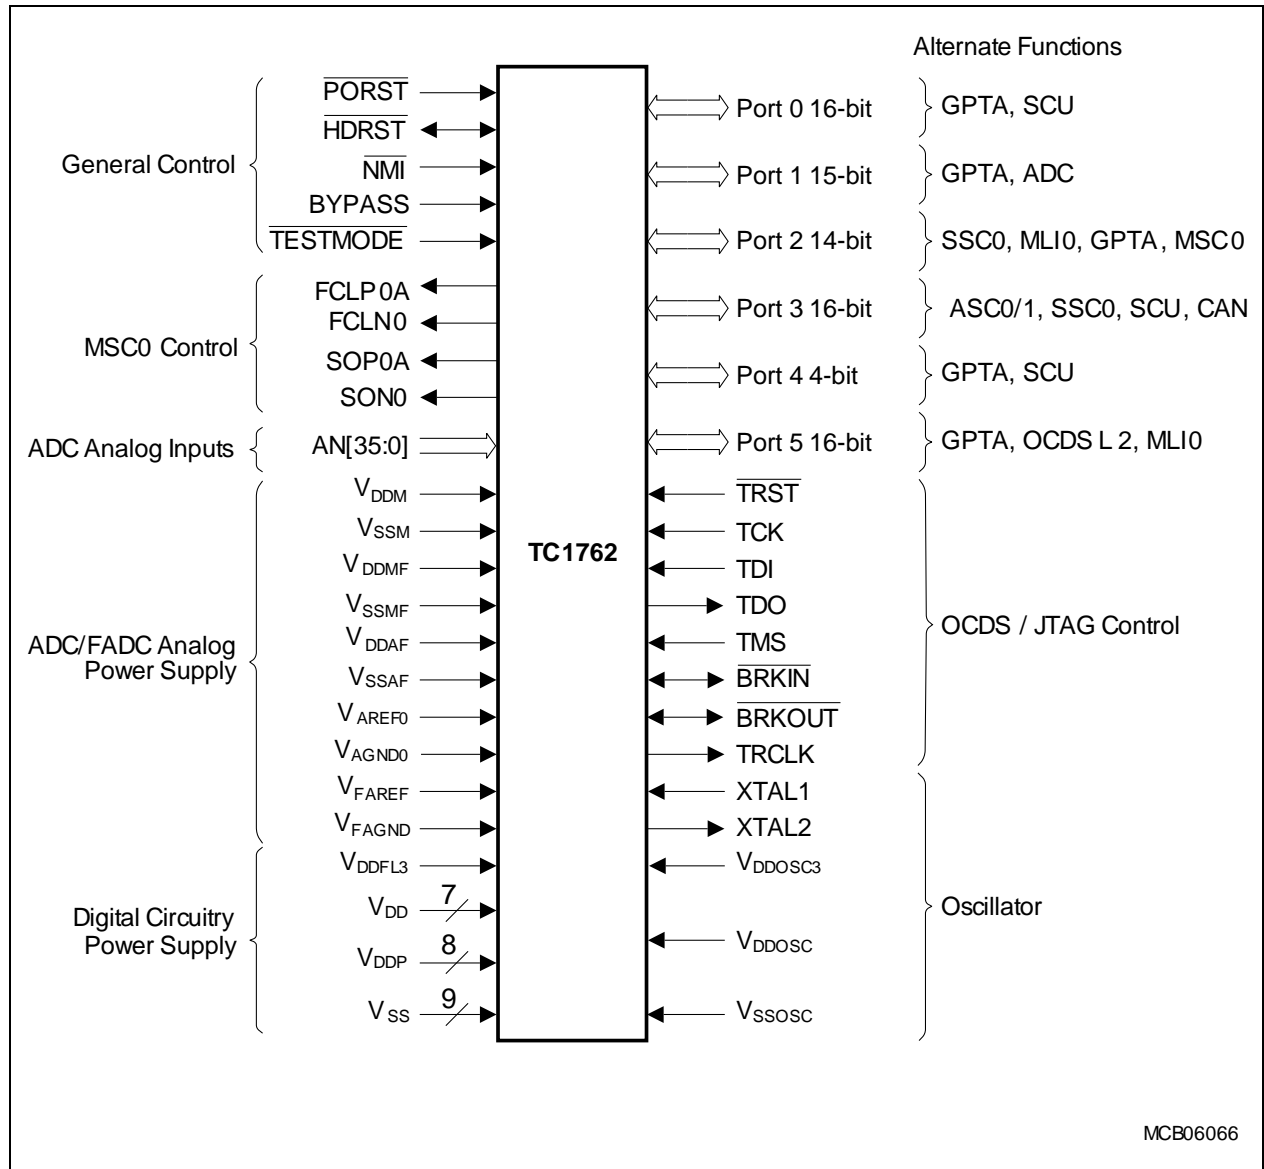 Alternate Functions
General Control
PORST
HDRST
NMI
BYPASS
TESTMODE
MSC0 Control
FCLP0A
FCLN0
SOP0A
SON0
ADC Analog Inputs
AN[35:0]
ADC/FADC Analog
Power Supply
VDDM
VSSM
VDDMF
VSSMF
VDDAF
VSSAF
VAREF0
VAGND0
VFAREF
VFAGND
Digital Circuitry
Power Supply
VDDFL3
VDD 7
VDDP 8
VSS 9
TC1762
Port 0 16-bit GPTA, SCU
Port 1 15-bit GPTA, ADC
Port 2 14-bit SSC0, MLI0, GPTA, MSC0
Port 3 16-bit ASC0/1, SSC0, SCU, CAN
Port 4 4-bit GPTA, SCU
Port 5 16-bit GPTA, OCDS L2, MLI0
TRST
TCK
TDI
TDO
TMS
BRKIN
BRKOUT
TRCLK
OCDS / JTAG Control
XTAL1
XTAL2
VDDOSC3
VDDOSC
VSSOSC
Oscillator
MCB06066